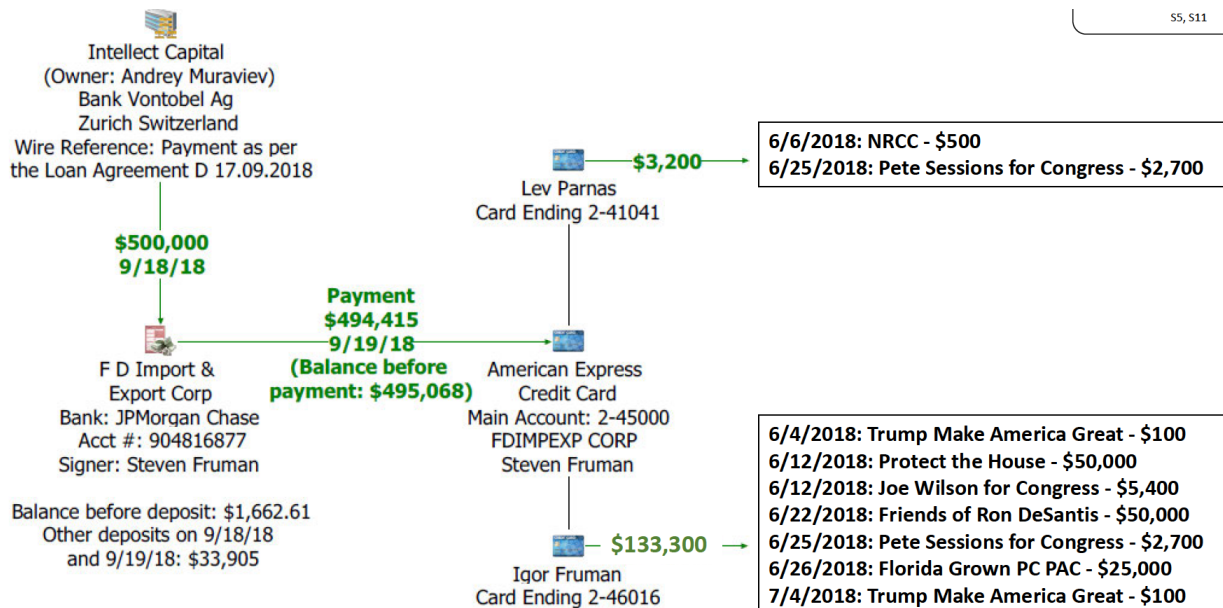 S5, S11
Intellect Capital
(Owner: Andrey Muraviev)
Bank Vontobel Ag
Zurich Switzerland
Wire Reference: Payment as per
the Loan Agreement D 17.09.2018
$500,000
9/18/18
F D Import &
Export Corp
Bank: JPMorgan Chase
Acct #: 904816877
Signer: Steven Fruman
Balance before deposit: $1,662.61
Other deposits on 9/18/18
and 9/19/18: $33,905
Payment
$494,415
9/19/18
(Balance before
payment: $495,068)
$3,200
Lev Parnas
Card Ending 2-41041
American Express
Credit Card
Main Account: 2-45000
FDIMPEXP CORP
Steven Fruman
$133,300
Igor Fruman
Card Ending 2-46016
6/6/2018: NRCC - $500
6/25/2018: Pete Sessions for Congress - $2,700
6/4/2018: Trump Make America Great - $100
6/12/2018: Protect the House - $50,000
6/12/2018: Joe Wilson for Congress - $5,400
6/22/2018: Friends of Ron DeSantis - $50,000
6/25/2018: Pete Sessions for Congress - $2,700
6/26/2018: Florida Grown PC PAC - $25,000
7/4/2018: Trump Make America Great - $100